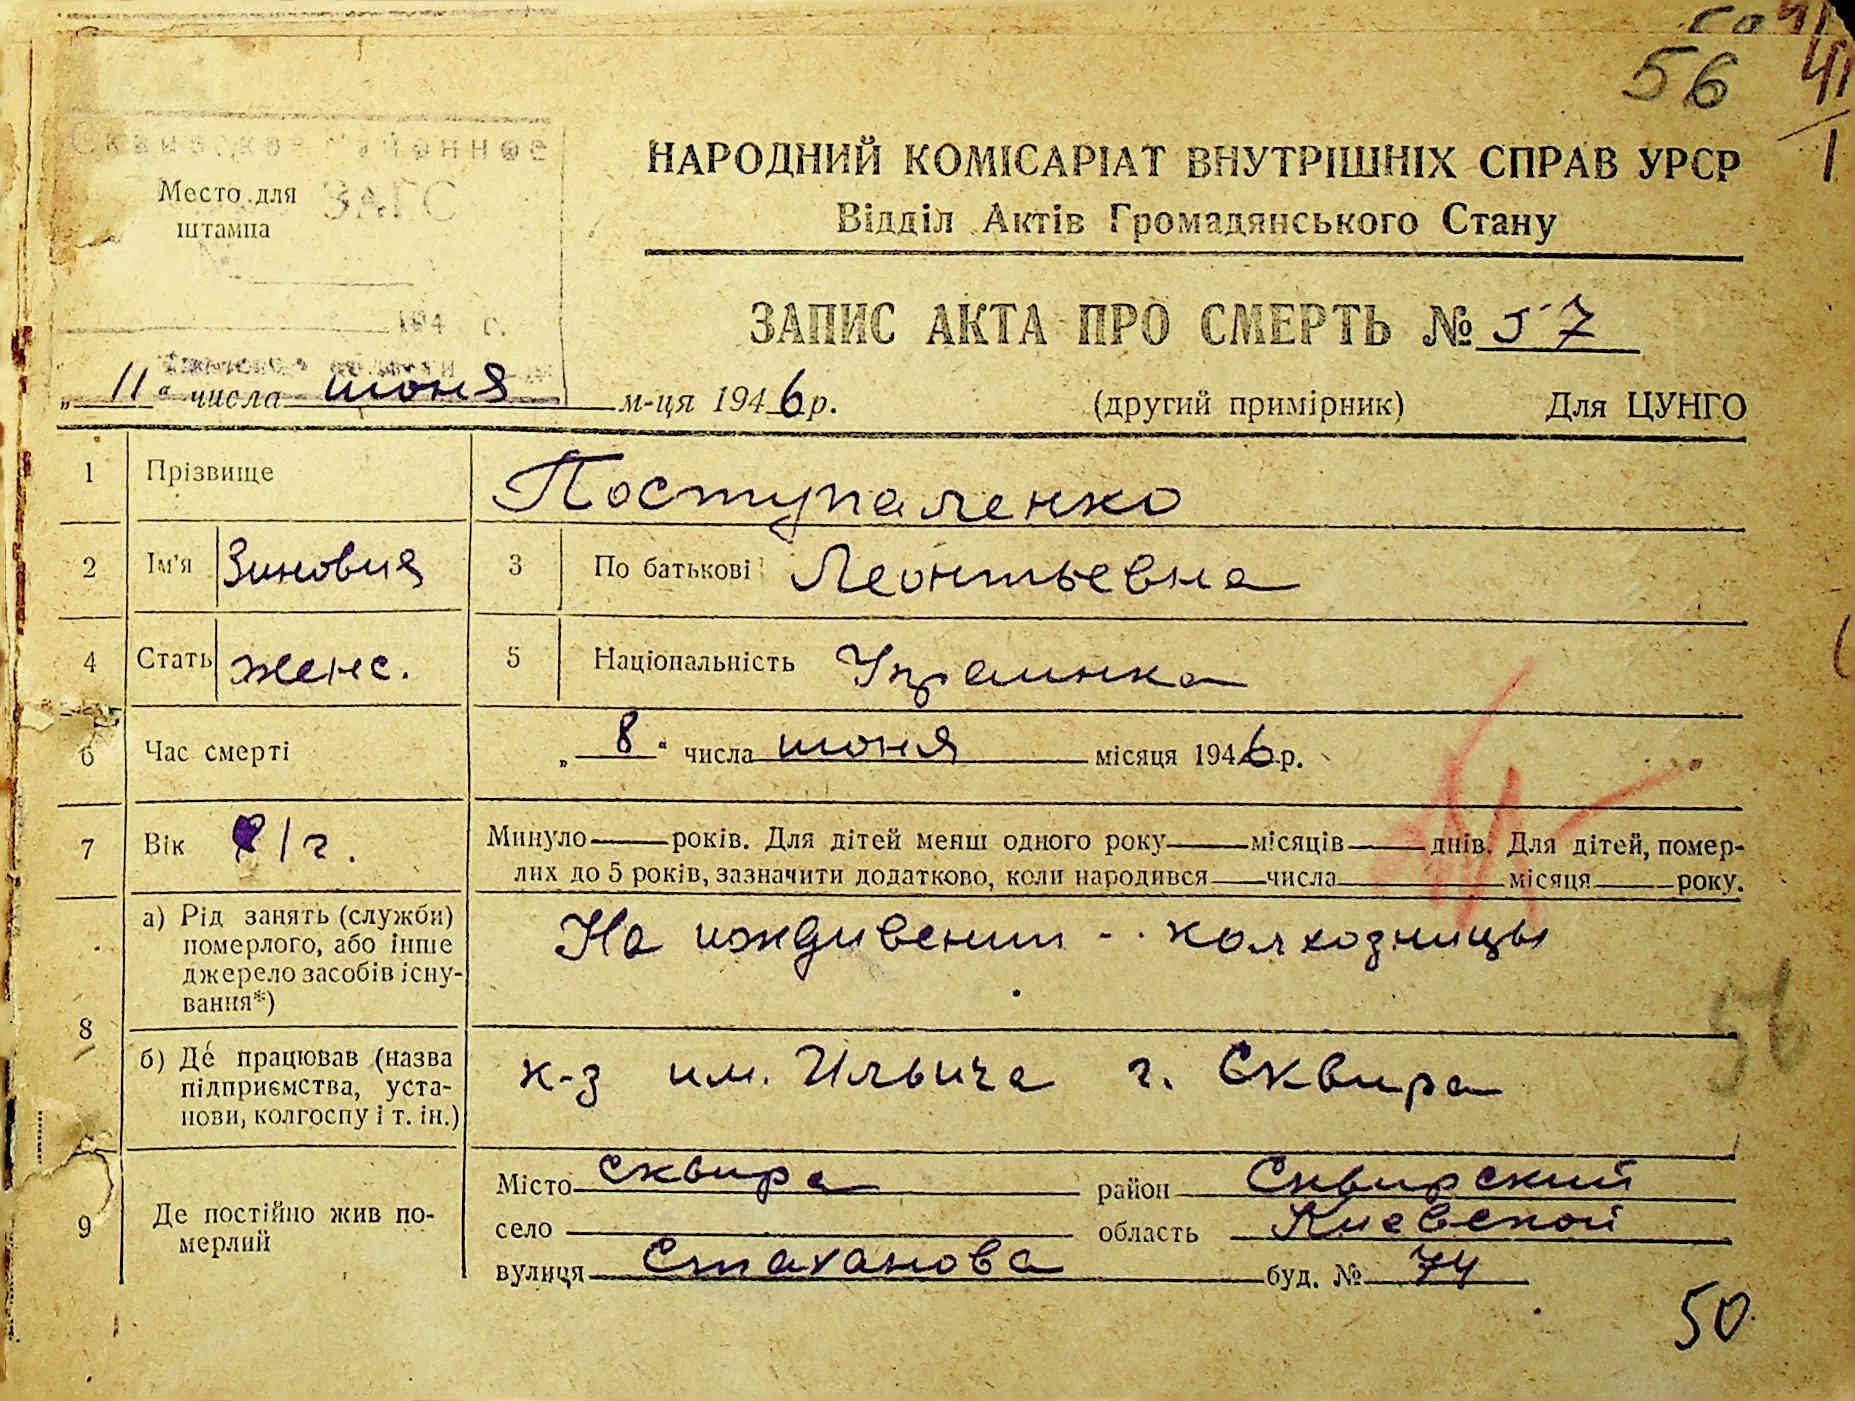 56
41
1
Место для
штампа
ЗАГС
194 г.
НАРОДНИЙ КОМІСАРІАТ ВНУТРІШНІХ СПРАВ УРСР
Відділ Актів Громадянського Стану
ЗАПИС АКТА ПРО СМЕРТЬ № 57
„11“ числа июня м-ця 1946 р. (другий примірник) Для ЦУНГО
1 Прізвище Поступаленко
2 Ім'я Зиновия 3 По батькові Леонтьевна
4 Стать женс. 5 Національність Украинка
6 Час смерті „8“ числа июня місяця 1946 р.
7 Вік 1 г. Минуло років. Для дітей менш одного року місяців днів. Для дітей, помер-
лих до 5 років, зазначити додатково, коли народився числа місяця року.
8 а) Рід занять (служби)
померлого, або інше
джерело засобів існу-
вання*)
На иждивении - колхозницы
б) Де працював (назва
підприємства, уста-
нови, колгоспу і т. ін.)
к-з им. Ильича г. Сквира
56
9 Де постійно жив по-
мерлий
Місто Сквира район Сквирский
село область Киевской
вулиця Стаханова буд. № 74
50